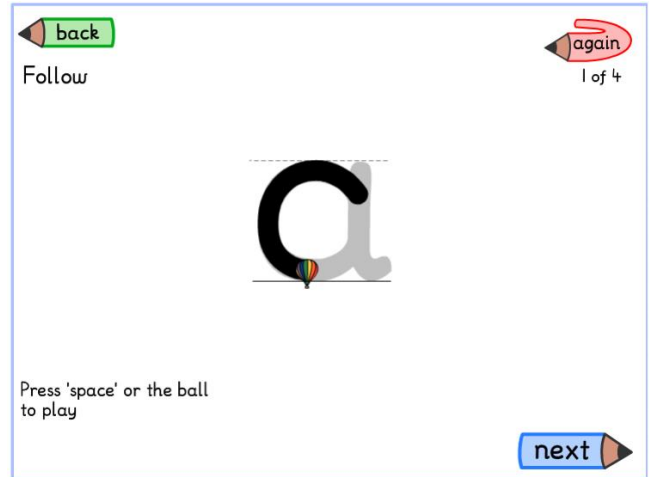 back
again
Follow
1 of 4
a
Press 'space' or the ball
to play
next